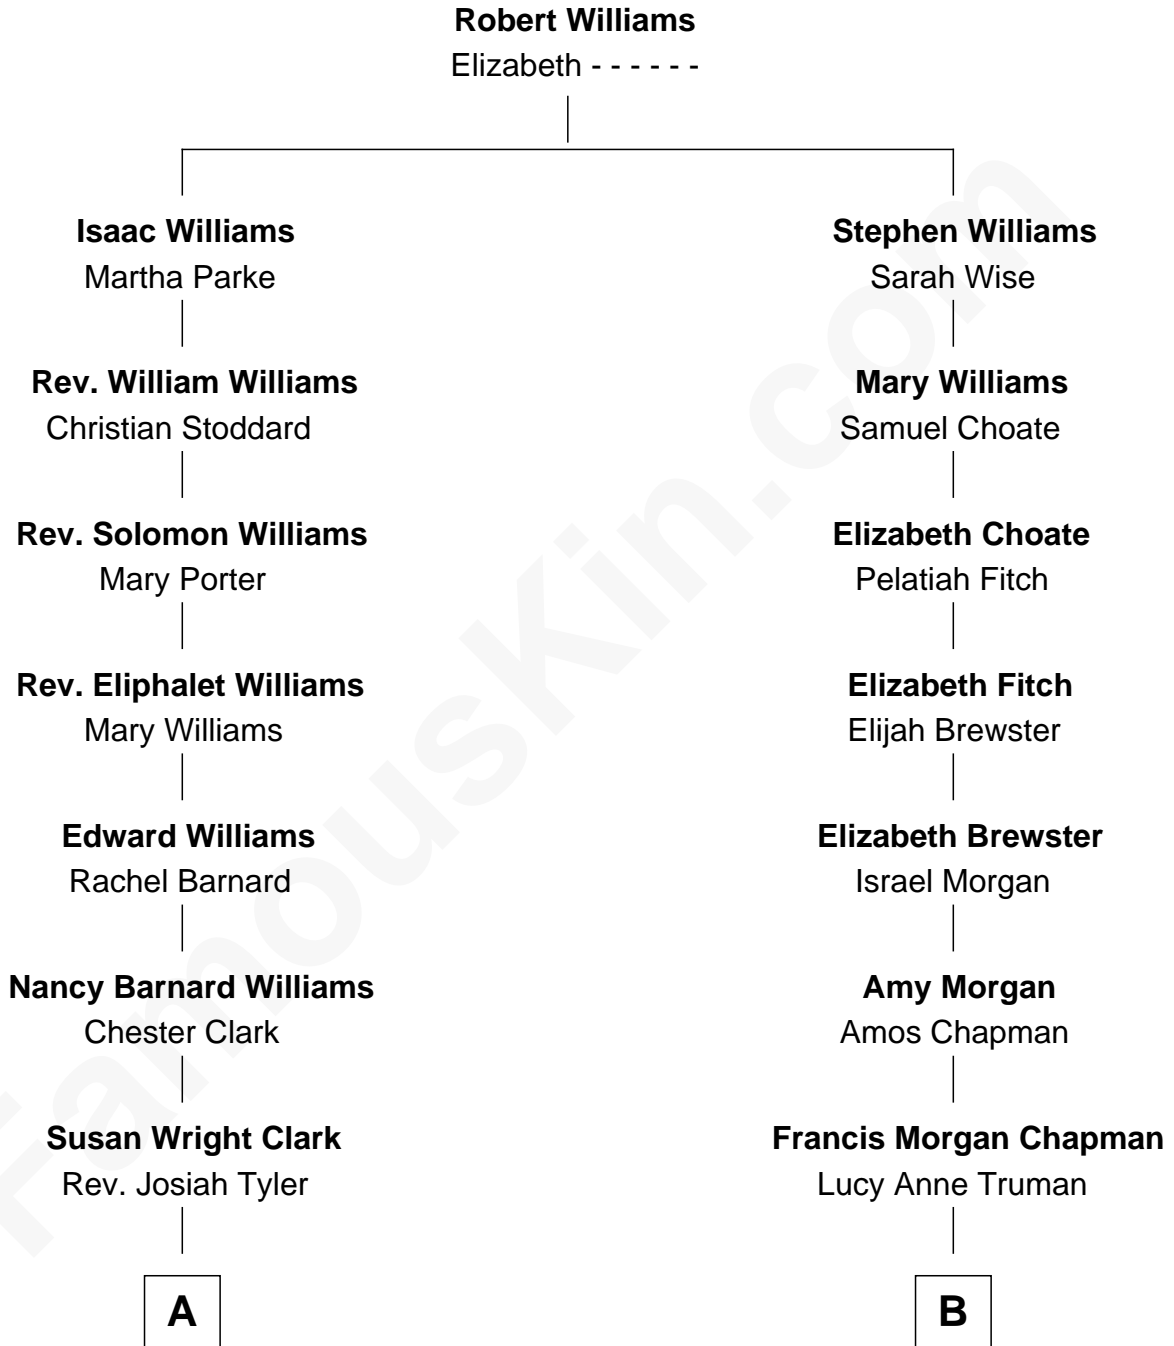 Robert Williams
Elizabeth - - - - - -
Isaac Williams
Martha Parke
Stephen Williams
Sarah Wise
Rev. William Williams
Christian Stoddard
Mary Williams
Samuel Choate
Rev. Solomon Williams
Mary Porter
Elizabeth Choate
Pelatiah Fitch
Rev. Eliphalet Williams
Mary Williams
Elizabeth Fitch
Elijah Brewster
Edward Williams
Rachel Barnard
Elizabeth Brewster
Israel Morgan
Nancy Barnard Williams
Chester Clark
Amy Morgan
Amos Chapman
Susan Wright Clark
Rev. Josiah Tyler
Francis Morgan Chapman
Lucy Anne Truman
A
B
FamousKin.com